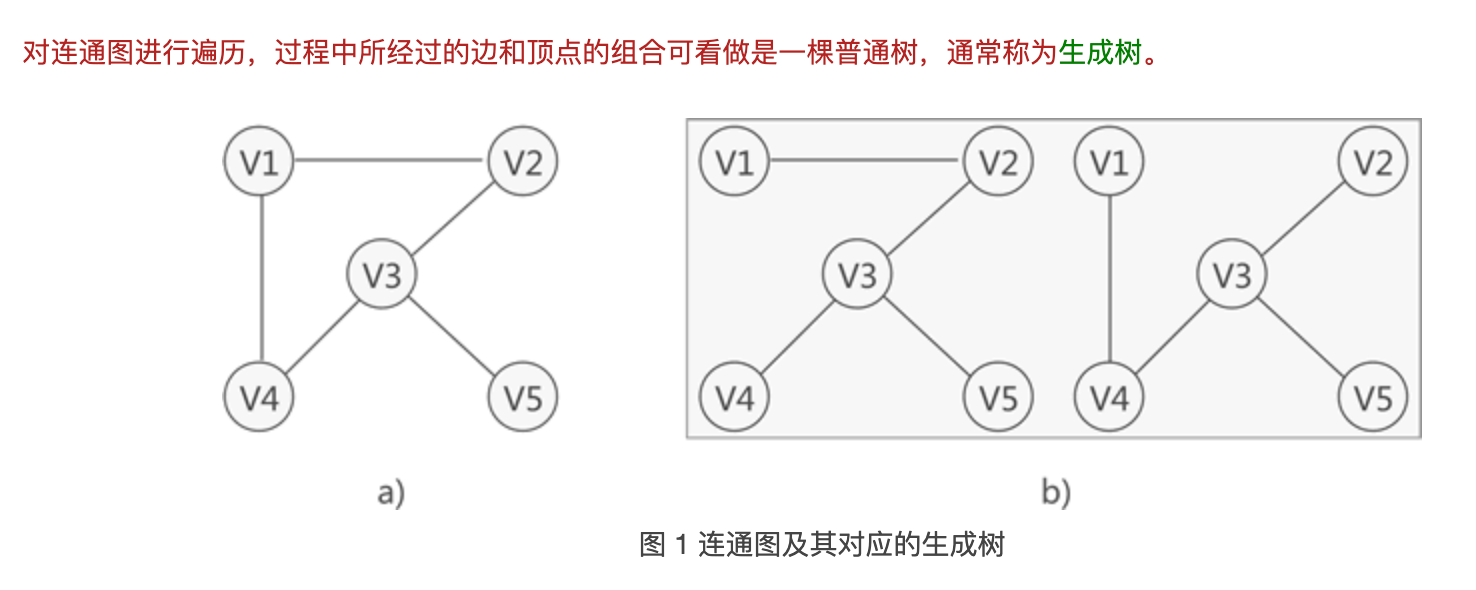 对连通图进行遍历，过程中所经过的边和顶点的组合可看做是一棵普通树，通常称为生成树。
V1 V2 V1 V2 V1 V2
V3 V3 V3
V4 V5 V4 V5 V4 V5
a) b)
图 1 连通图及其对应的生成树